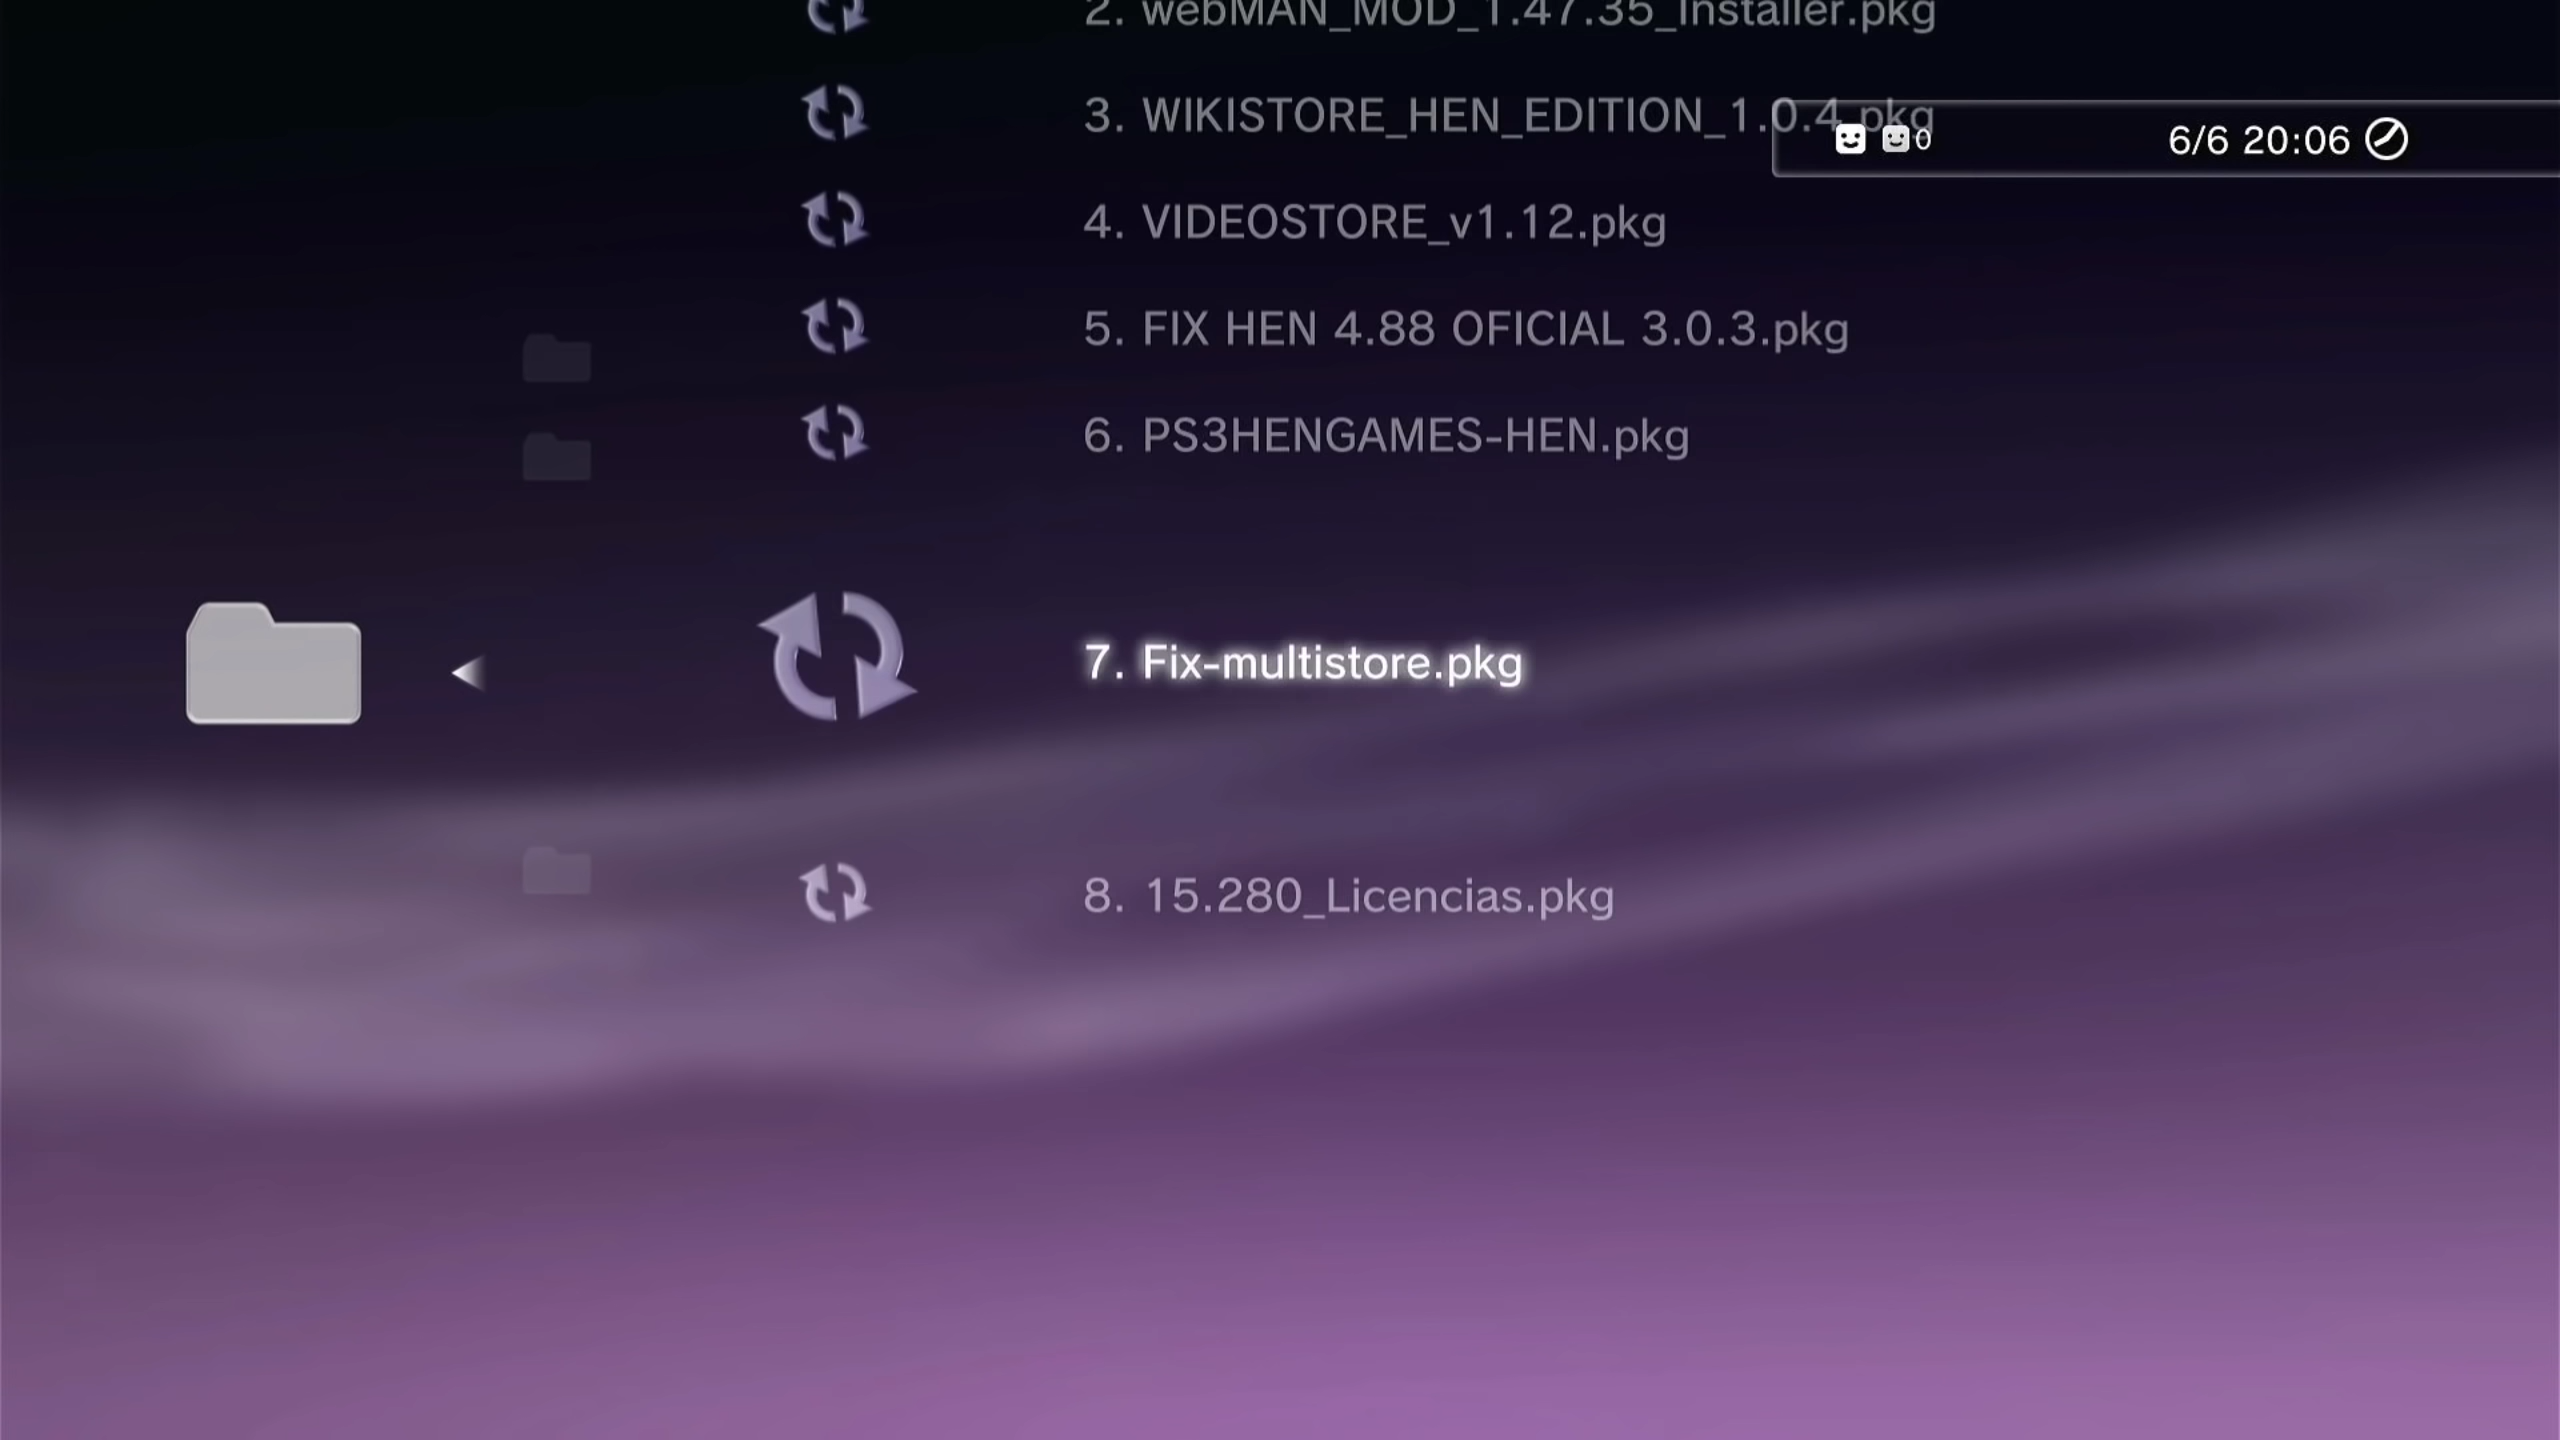 2. webMAN_MOD_1.47.35_Installer.pkg
3. WIKISTORE_HEN_EDITION_1.0.4.pkg
0 6/6 20:06
4. VIDEOSTORE_v1.12.pkg
5. FIX HEN 4.88 OFICIAL 3.0.3.pkg
6. PS3HENGAMES-HEN.pkg
7. Fix-multistore.pkg
8. 15.280_Licencias.pkg